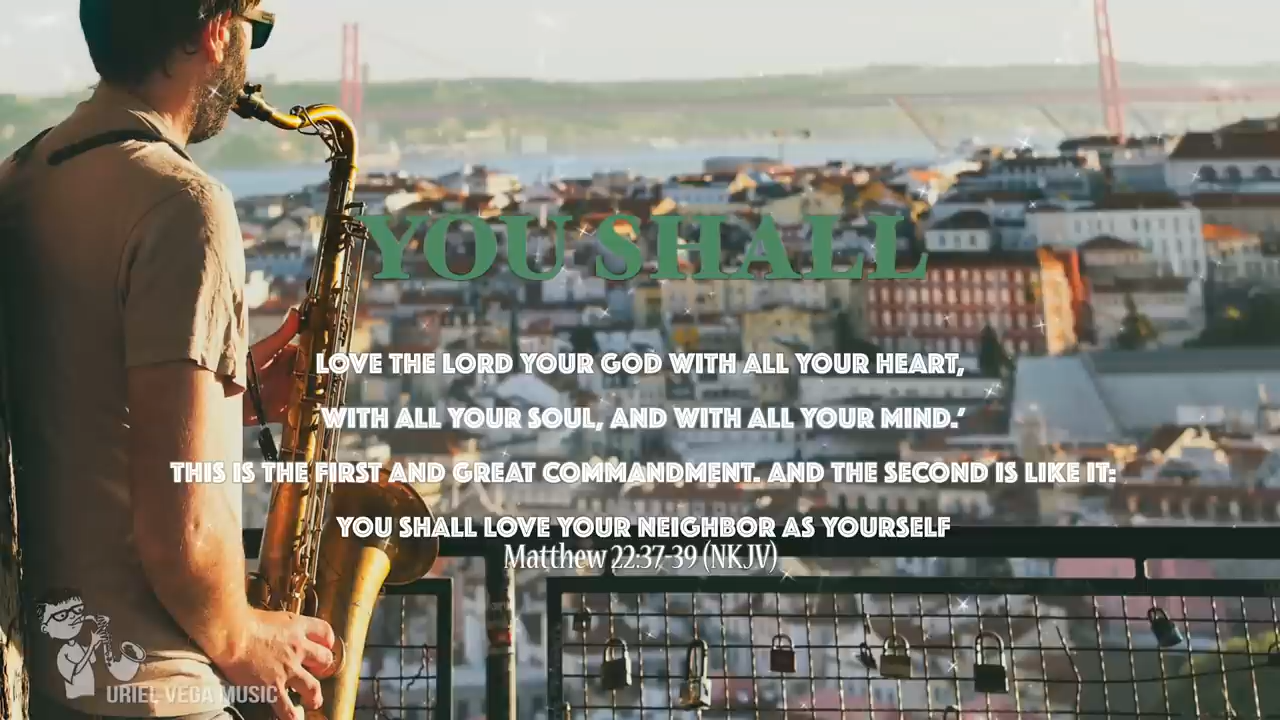 YOU SHALL
LOVE THE LORD YOUR GOD WITH ALL YOUR HEART,
WITH ALL YOUR SOUL, AND WITH ALL YOUR MIND.’
THIS IS THE FIRST AND GREAT COMMANDMENT. AND THE SECOND IS LIKE IT:
YOU SHALL LOVE YOUR NEIGHBOR AS YOURSELF
Matthew 22:37-39 (NKJV)
URIEL VEGA MUSIC